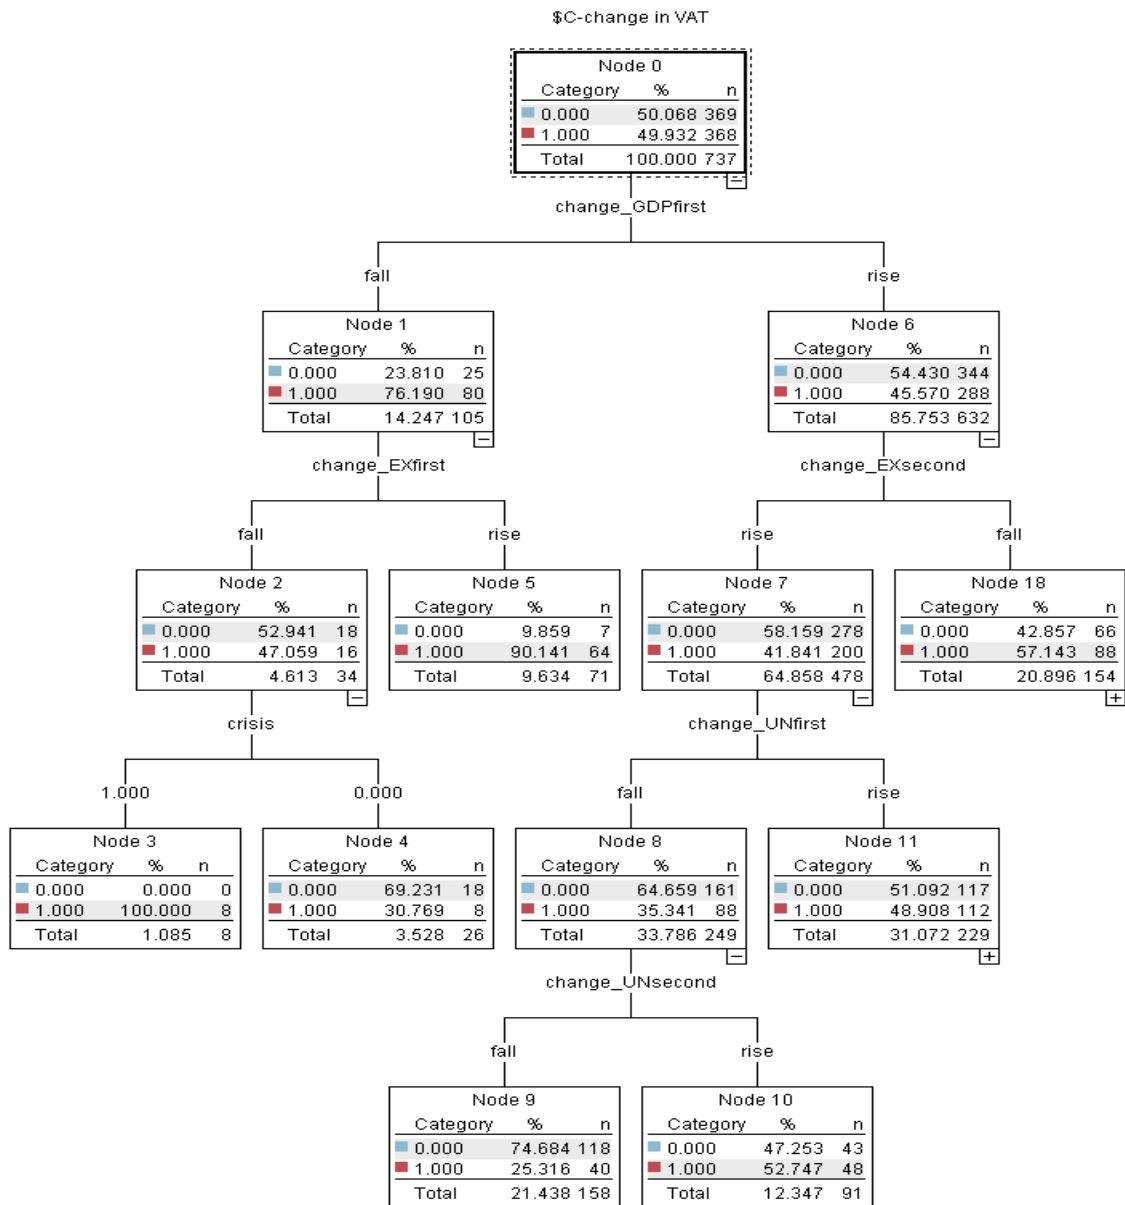 $C-change in VAT
Node 0
Category % n
0.000 50.068 369
1.000 49.932 368
Total 100.000 737
change_GDPfirst
fall
rise
Node 1
Category % n
0.000 23.810 25
1.000 76.190 80
Total 14.247 105
Node 6
Category % n
0.000 54.430 344
1.000 45.570 288
Total 85.753 632
change_EXfirst
change_EXsecond
fall
rise
rise
fall
Node 2
Category % n
0.000 52.941 18
1.000 47.059 16
Total 4.613 34
Node 5
Category % n
0.000 9.859 7
1.000 90.141 64
Total 9.634 71
Node 7
Category % n
0.000 58.159 278
1.000 41.841 200
Total 64.858 478
Node 18
Category % n
0.000 42.857 66
1.000 57.143 88
Total 20.896 154
crisis
change_UNfirst
1.000
0.000
fall
rise
Node 3
Category % n
0.000 0.000 0
1.000 100.000 8
Total 1.085 8
Node 4
Category % n
0.000 69.231 18
1.000 30.769 8
Total 3.528 26
Node 8
Category % n
0.000 64.659 161
1.000 35.341 88
Total 33.786 249
Node 11
Category % n
0.000 51.092 117
1.000 48.908 112
Total 31.072 229
change_UNsecond
fall
rise
Node 9
Category % n
0.000 74.684 118
1.000 25.316 40
Total 21.438 158
Node 10
Category % n
0.000 47.253 43
1.000 52.747 48
Total 12.347 91